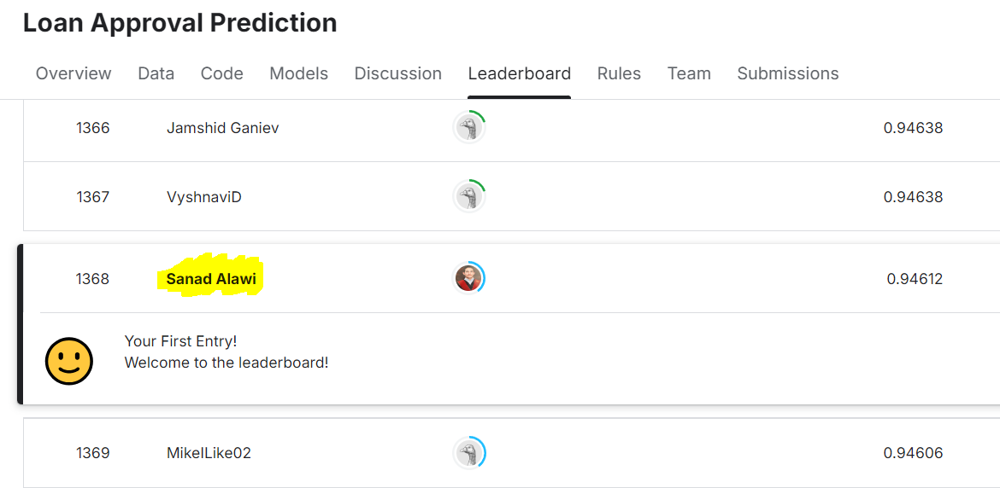 Loan Approval Prediction
Overview Data Code Models Discussion Leaderboard Rules Team Submissions
1366 Jamshid Ganiev 0.94638
1367 VyshnaviD 0.94638
1368 Sanad Alawi 0.94612
Your First Entry!
Welcome to the leaderboard!
1369 MikeILike02 0.94606